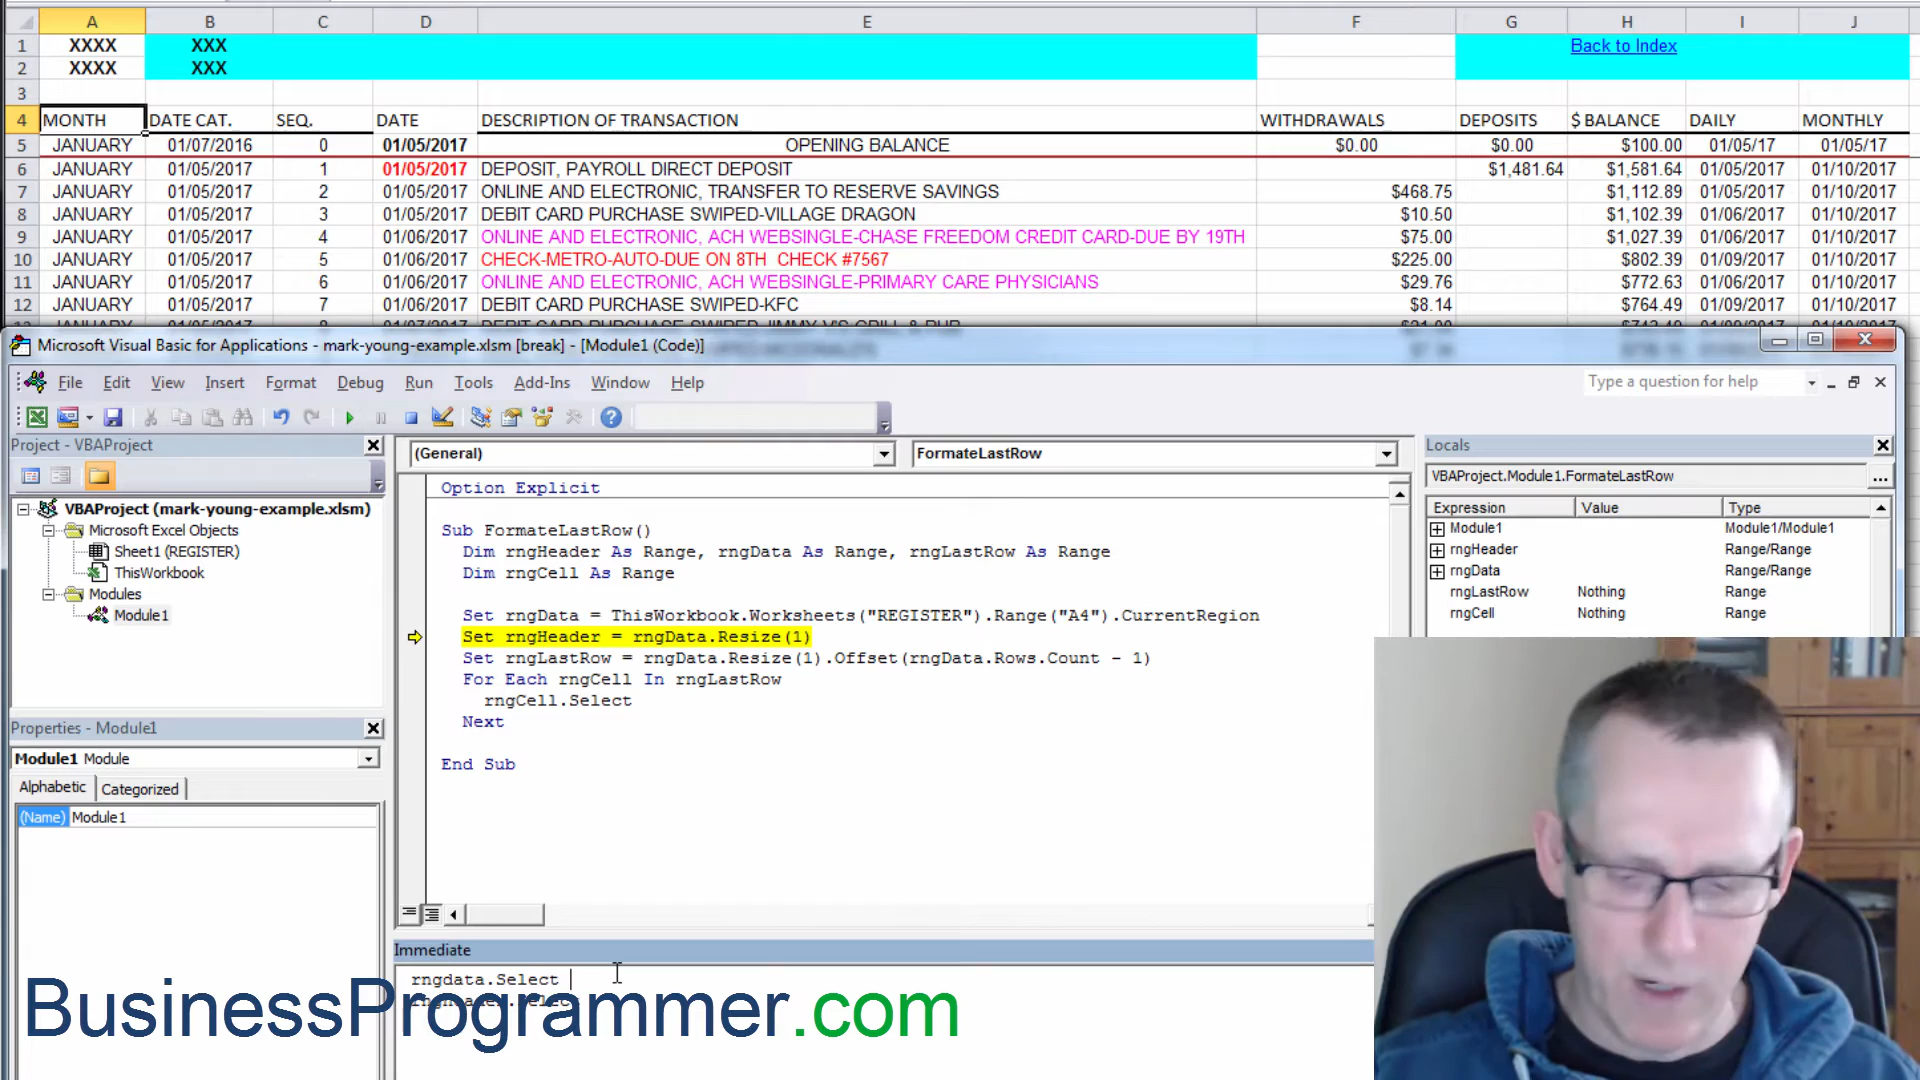 A B C D E F G H I J
1 XXXX XXX Back to Index
2 XXXX XXX
3
4 MONTH DATE CAT. SEQ. DATE DESCRIPTION OF TRANSACTION WITHDRAWALS DEPOSITS $ BALANCE DAILY MONTHLY
5 JANUARY 01/07/2016 0 01/05/2017 OPENING BALANCE $0.00 $0.00 $100.00 01/05/17 01/05/17
6 JANUARY 01/05/2017 1 01/05/2017 DEPOSIT, PAYROLL DIRECT DEPOSIT $1,481.64 $1,581.64 01/05/2017 01/10/2017
7 JANUARY 01/05/2017 2 01/05/2017 ONLINE AND ELECTRONIC, TRANSFER TO RESERVE SAVINGS $468.75 $1,112.89 01/05/2017 01/10/2017
8 JANUARY 01/05/2017 3 01/05/2017 DEBIT CARD PURCHASE SWIPED-VILLAGE DRAGON $10.50 $1,102.39 01/06/2017 01/10/2017
9 JANUARY 01/05/2017 4 01/06/2017 ONLINE AND ELECTRONIC, ACH WEBSINGLE-CHASE FREEDOM CREDIT CARD-DUE BY 19TH $75.00 $1,027.39 01/06/2017 01/10/2017
10 JANUARY 01/05/2017 5 01/06/2017 CHECK-METRO-AUTO-DUE ON 8TH CHECK #7567 $225.00 $802.39 01/09/2017 01/10/2017
11 JANUARY 01/05/2017 6 01/06/2017 ONLINE AND ELECTRONIC, ACH WEBSINGLE-PRIMARY CARE PHYSICIANS $29.76 $772.63 01/06/2017 01/10/2017
12 JANUARY 01/05/2017 7 01/06/2017 DEBIT CARD PURCHASE SWIPED-KFC $8.14 $764.49 01/09/2017 01/10/2017
Microsoft Visual Basic for Applications - mark-young-example.xlsm [break] - [Module1 (Code)]
File Edit View Insert Format Debug Run Tools Add-Ins Window Help Type a question for help
Project - VBAProject
VBAProject (mark-young-example.xlsm)
Microsoft Excel Objects
Sheet1 (REGISTER)
ThisWorkbook
Modules
Module1
Properties - Module1
Module1 Module
Alphabetic Categorized
(Name) Module1
(General) FormateLastRow
Option Explicit
Sub FormateLastRow()
Dim rngHeader As Range, rngData As Range, rngLastRow As Range
Dim rngCell As Range
Set rngData = ThisWorkbook.Worksheets("REGISTER").Range("A4").CurrentRegion
Set rngHeader = rngData.Resize(1)
Set rngLastRow = rngData.Resize(1).Offset(rngData.Rows.Count - 1)
For Each rngCell In rngLastRow
rngCell.Select
Next
End Sub
Locals
VBAProject.Module1.FormateLastRow ...
Expression Value Type
Module1 Module1/Module1
rngHeader Range/Range
rngData Range/Range
rngLastRow Nothing Range
rngCell Nothing Range
Immediate
rngdata.Select
BusinessProgrammer.com